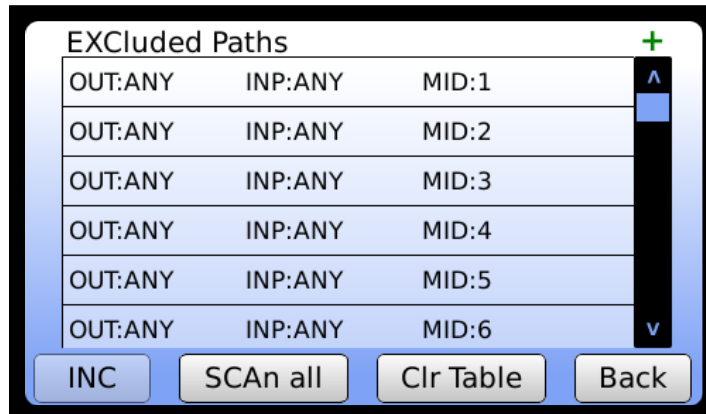 EXCluded Paths +
OUT:ANY INP:ANY MID:1
OUT:ANY INP:ANY MID:2
OUT:ANY INP:ANY MID:3
OUT:ANY INP:ANY MID:4
OUT:ANY INP:ANY MID:5
OUT:ANY INP:ANY MID:6
INC SCAn all Clr Table Back